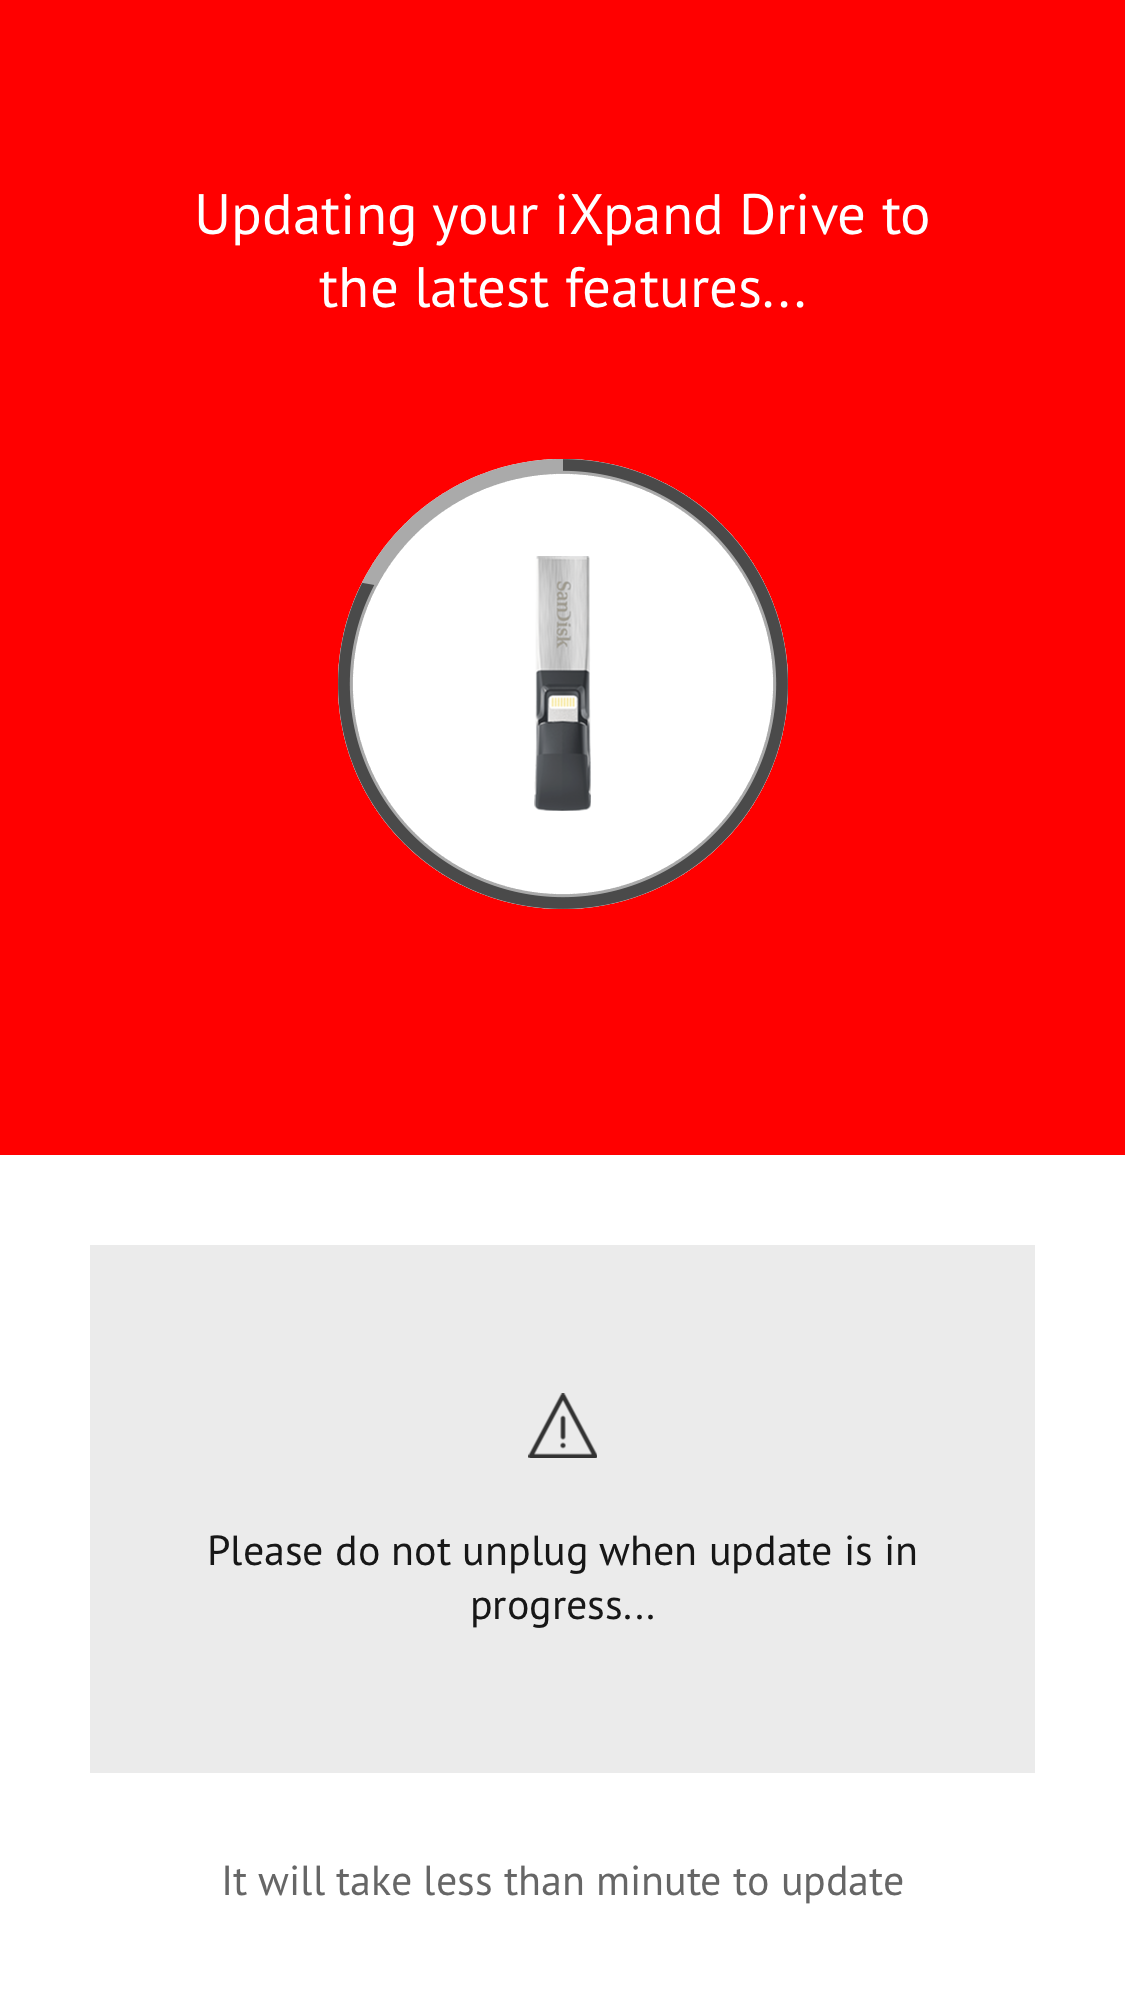 Updating your iXpand Drive to
the latest features...
SanDisk
Please do not unplug when update is in
progress...
It will take less than minute to update